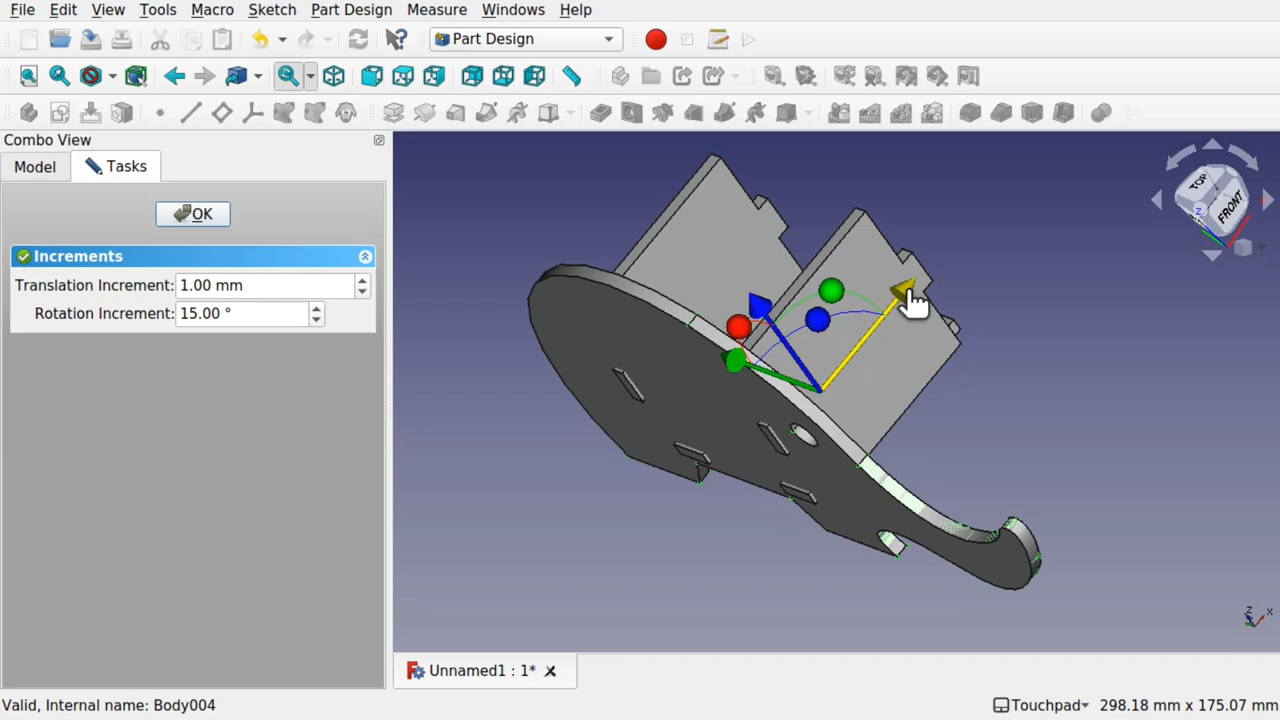 File Edit View Tools Macro Sketch Part Design Measure Windows Help
Part Design
Combo View
Model Tasks
OK
Increments
Translation Increment: 1.00 mm
Rotation Increment: 15.00 °
TOP
FRONT
Z
Z X
Unnamed1 : 1*
Valid, Internal name: Body004 Touchpad 298.18 mm x 175.07 mm